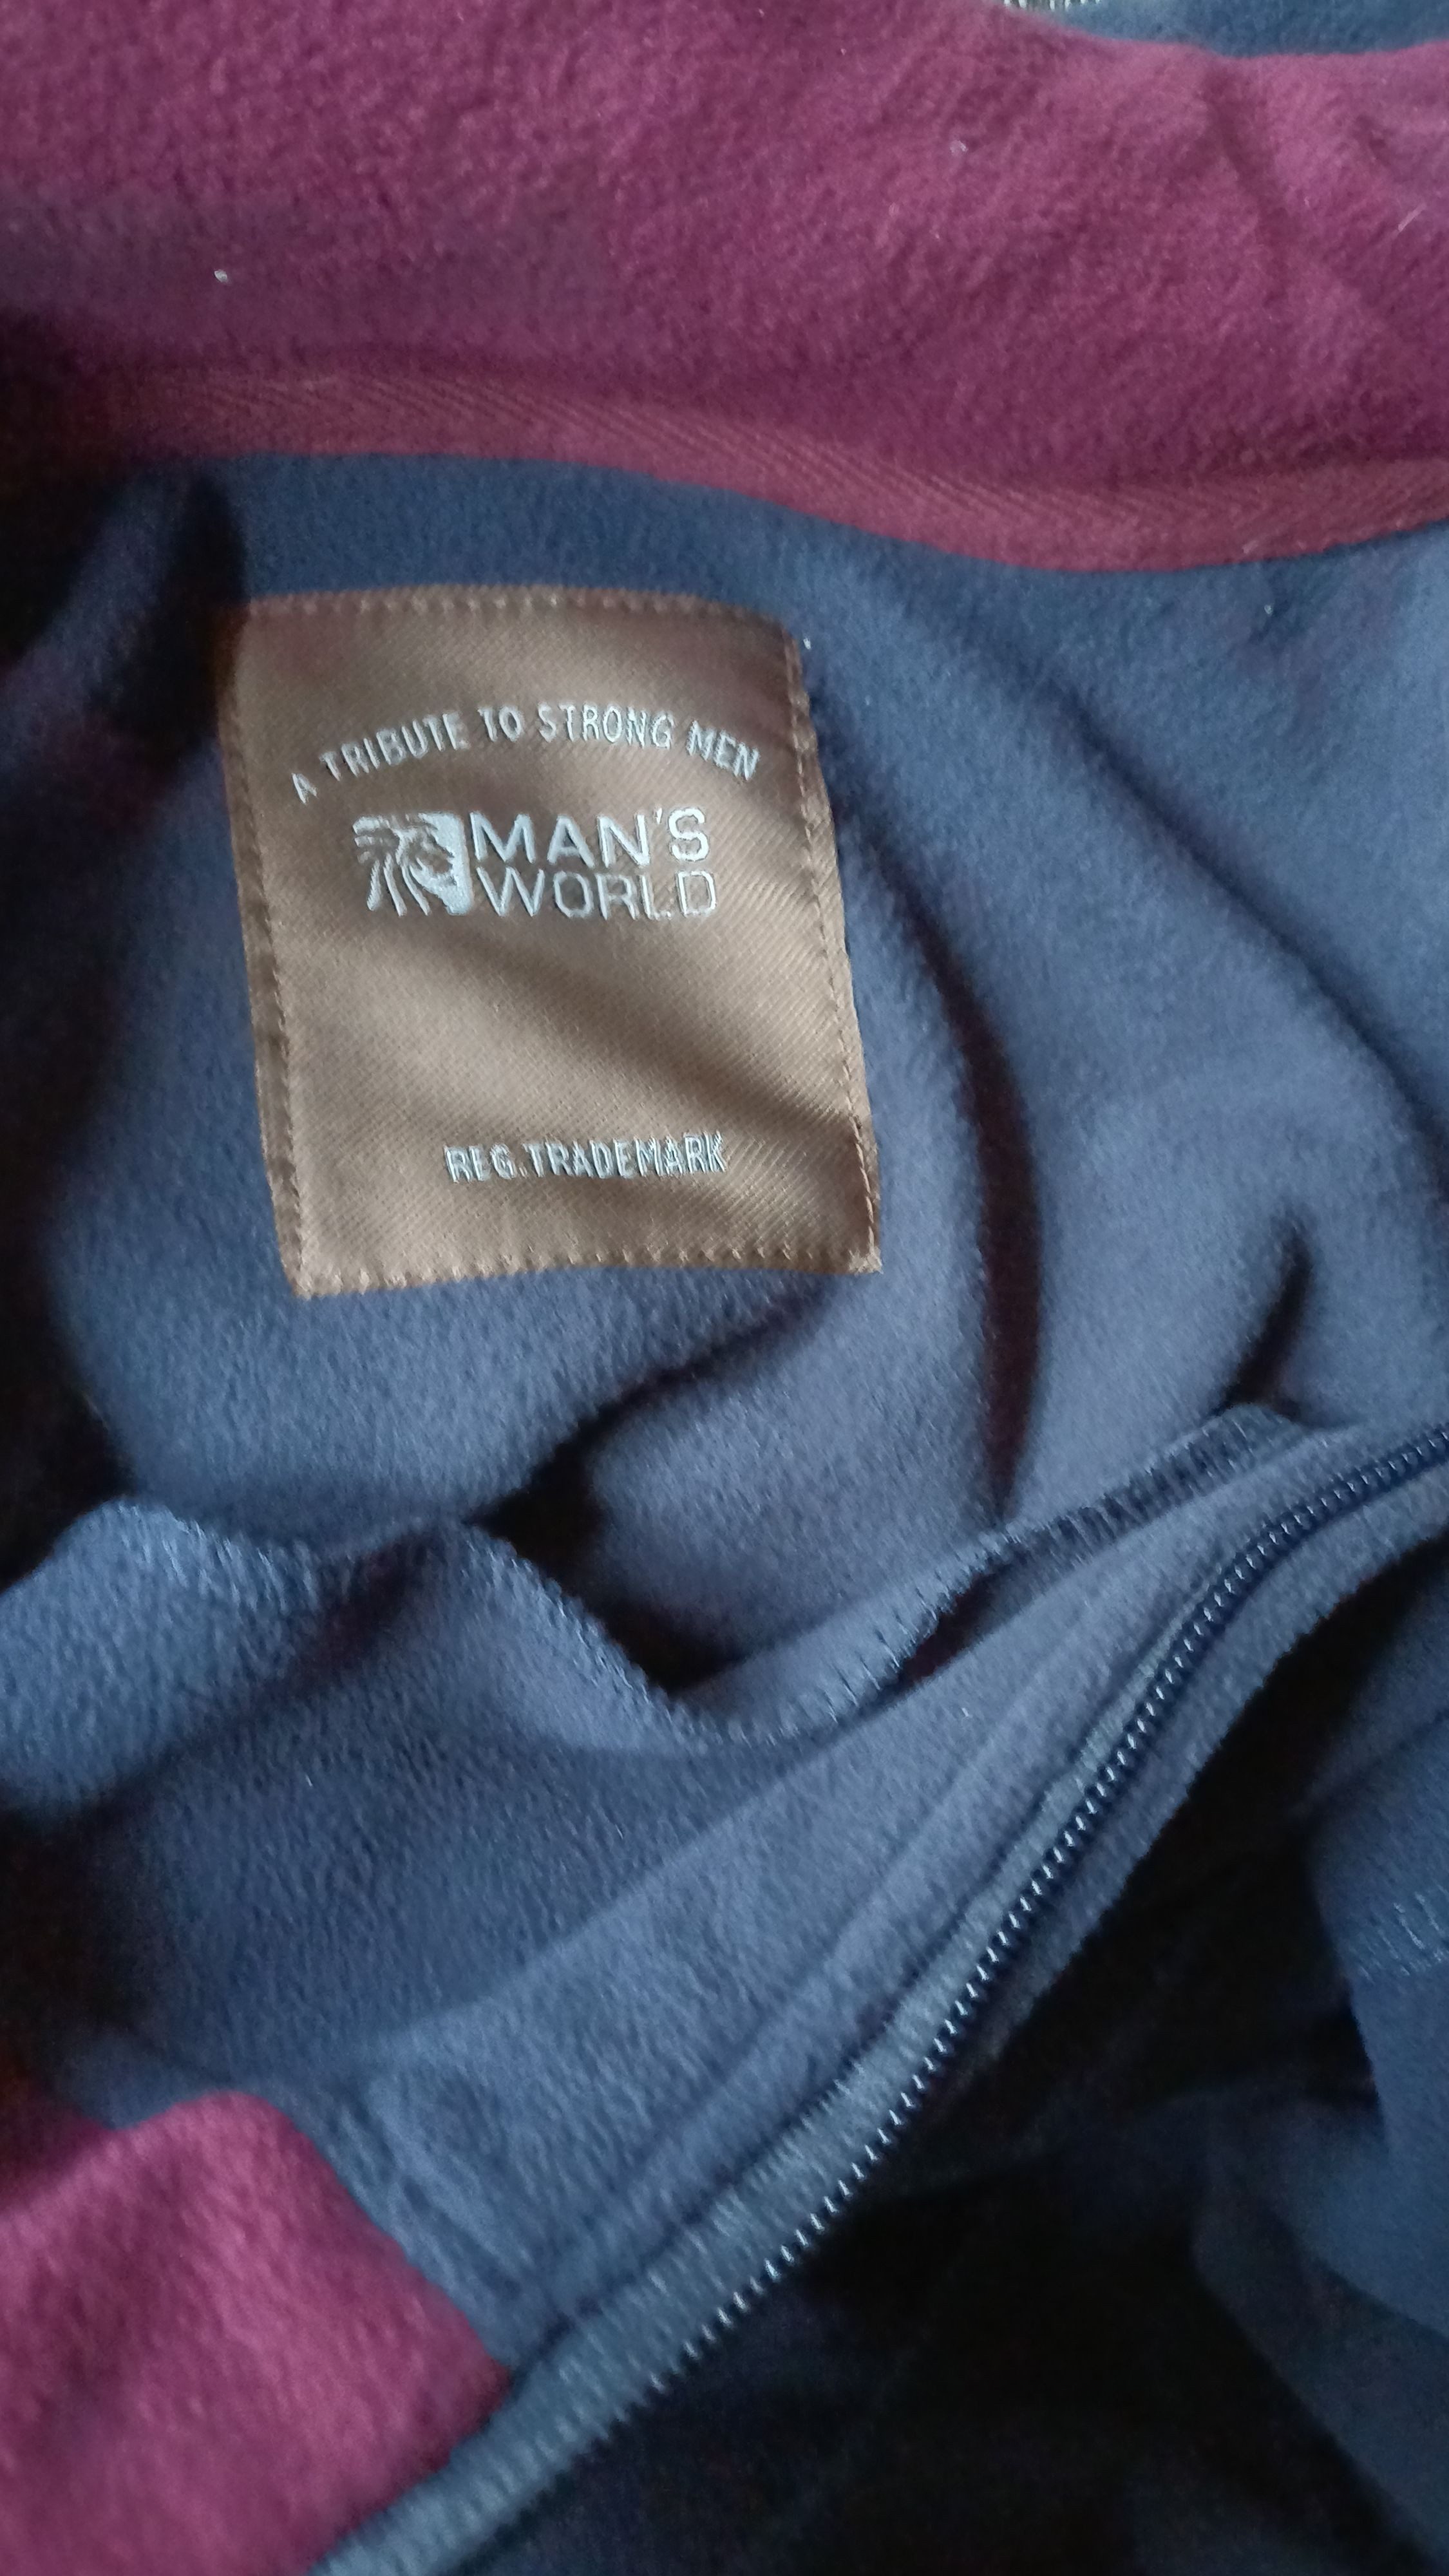 A TRIBUTE TO STRONG MEN
MAN'S
WORLD
REG. TRADEMARK